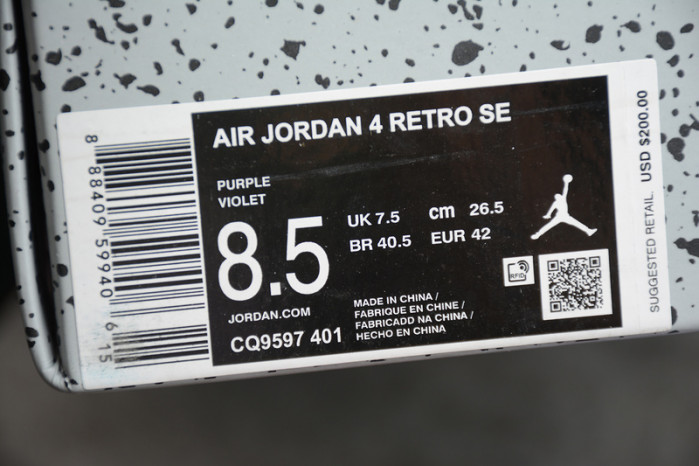 AIR JORDAN 4 RETRO SE
PURPLE
VIOLET
8.5
UK 7.5 cm 26.5
BR 40.5 EUR 42
JORDAN.COM
CQ9597 401
MADE IN CHINA /
FABRIQUE EN CHINE /
FABRICADD NA CHINA /
HECHO EN CHINA
RFID
8 88409 59940 6 15
SUGGESTED RETAIL. USD $200.00